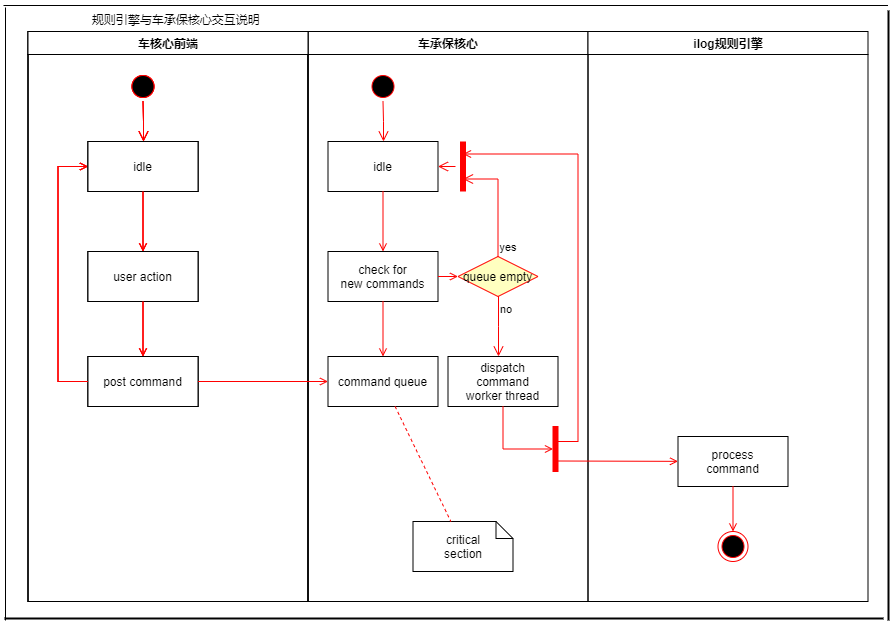 规则引擎与车承保核心交互说明
车核心前端
车承保核心
ilog规则引擎
idle
idle
yes
user action
check for
new commands
queue empty
no
post command
command queue
dispatch
command
worker thread
process
command
critical
section